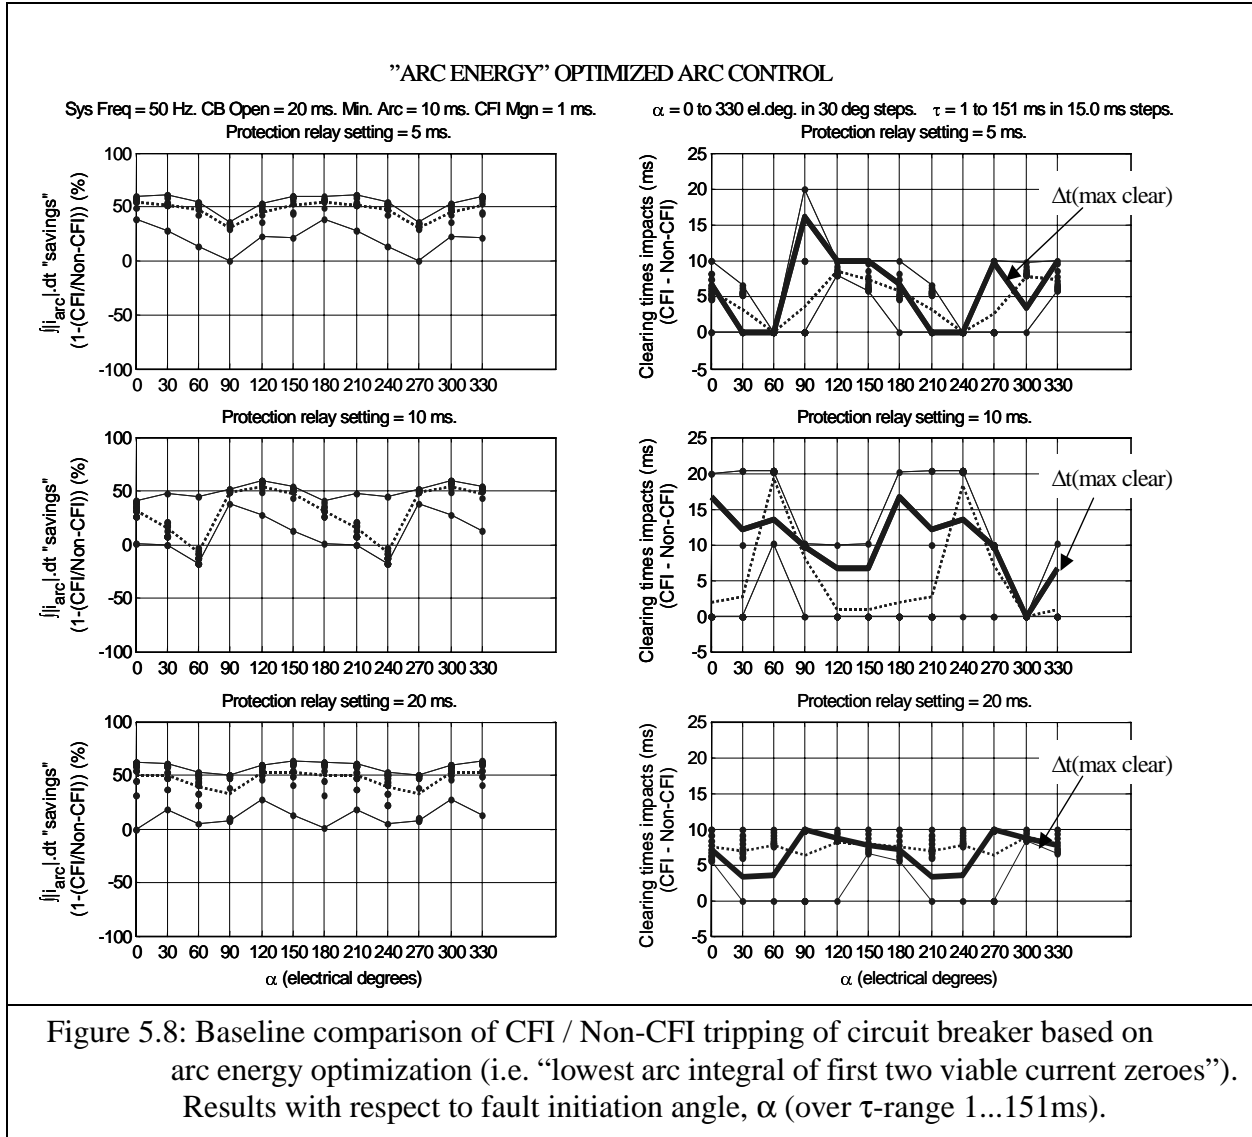 "ARC ENERGY" OPTIMIZED ARC CONTROL
Sys Freq = 50 Hz. CB Open = 20 ms. Min. Arc = 10 ms. CFI Mgn = 1 ms.
α = 0 to 330 el.deg. in 30 deg steps. τ = 1 to 151 ms in 15.0 ms steps.
Protection relay setting = 5 ms.
∫|i_arc|.dt "savings"
(1-(CFI/Non-CFI)) (%)
100
50
0
-50
-100
0 30 60 90 120 150 180 210 240 270 300 330
Protection relay setting = 5 ms.
Clearing times impacts (ms)
(CFI - Non-CFI)
25
20
15
10
5
0
-5
0 30 60 90 120 150 180 210 240 270 300 330
Δt(max clear)
Protection relay setting = 10 ms.
∫|i_arc|.dt "savings"
(1-(CFI/Non-CFI)) (%)
100
50
0
-50
-100
0 30 60 90 120 150 180 210 240 270 300 330
Protection relay setting = 10 ms.
Clearing times impacts (ms)
(CFI - Non-CFI)
25
20
15
10
5
0
-5
0 30 60 90 120 150 180 210 240 270 300 330
Δt(max clear)
Protection relay setting = 20 ms.
∫|i_arc|.dt "savings"
(1-(CFI/Non-CFI)) (%)
100
50
0
-50
-100
0 30 60 90 120 150 180 210 240 270 300 330
α (electrical degrees)
Protection relay setting = 20 ms.
Clearing times impacts (ms)
(CFI - Non-CFI)
25
20
15
10
5
0
-5
0 30 60 90 120 150 180 210 240 270 300 330
α (electrical degrees)
Δt(max clear)
Figure 5.8: Baseline comparison of CFI / Non-CFI tripping of circuit breaker based on
arc energy optimization (i.e. “lowest arc integral of first two viable current zeroes”).
Results with respect to fault initiation angle, α (over τ-range 1...151ms).